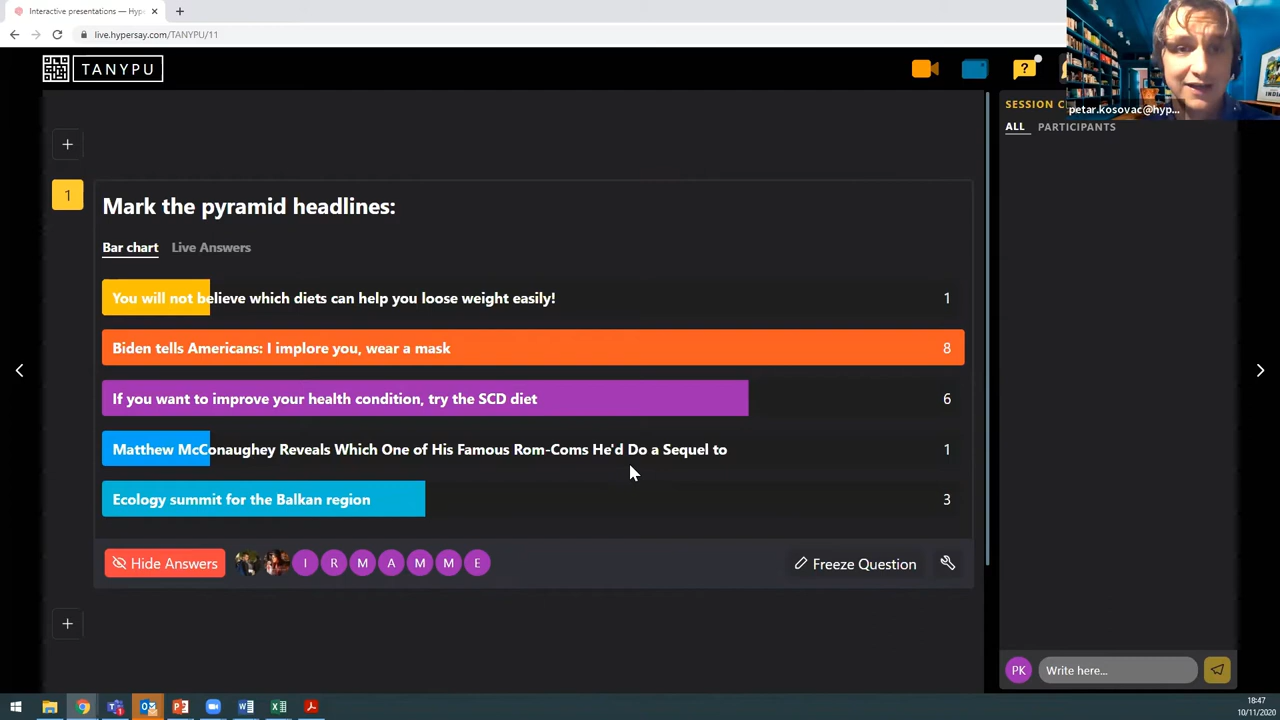 Interactive presentations — Hyp
live.hypersay.com/TANYPU/11
TANYPU
?
petar.kosovac@hyp...
SESSION C
ALL PARTICIPANTS
1
Mark the pyramid headlines:
Bar chart Live Answers
You will not believe which diets can help you loose weight easily! 1
Biden tells Americans: I implore you, wear a mask 8
If you want to improve your health condition, try the SCD diet 6
Matthew McConaughey Reveals Which One of His Famous Rom-Coms He'd Do a Sequel to 1
Ecology summit for the Balkan region 3
Hide Answers I R M A M M E Freeze Question
PK Write here...
18:47
10/11/2020